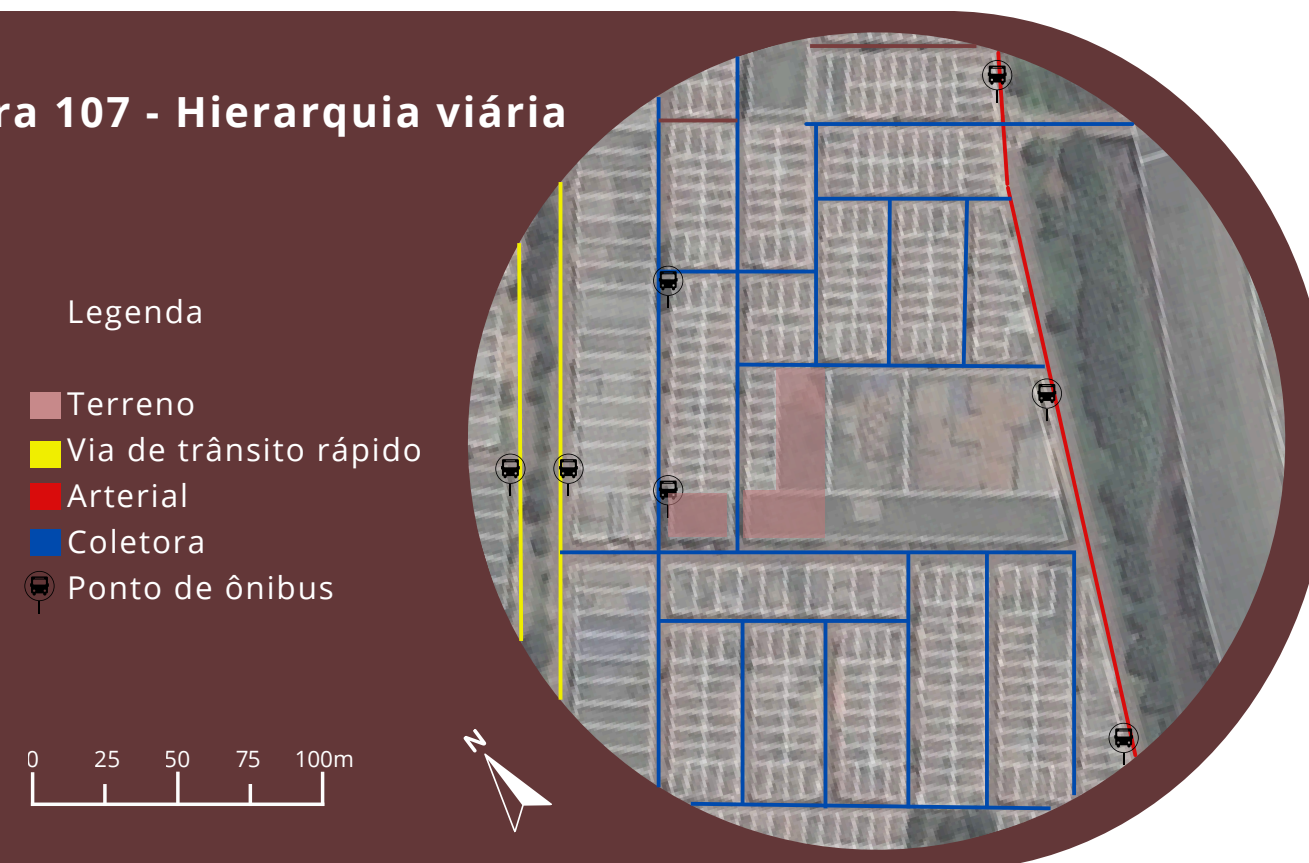 ra 107 - Hierarquia viária
Legenda
Terreno
Via de trânsito rápido
Arterial
Coletora
Ponto de ônibus
0 25 50 75 100m
N